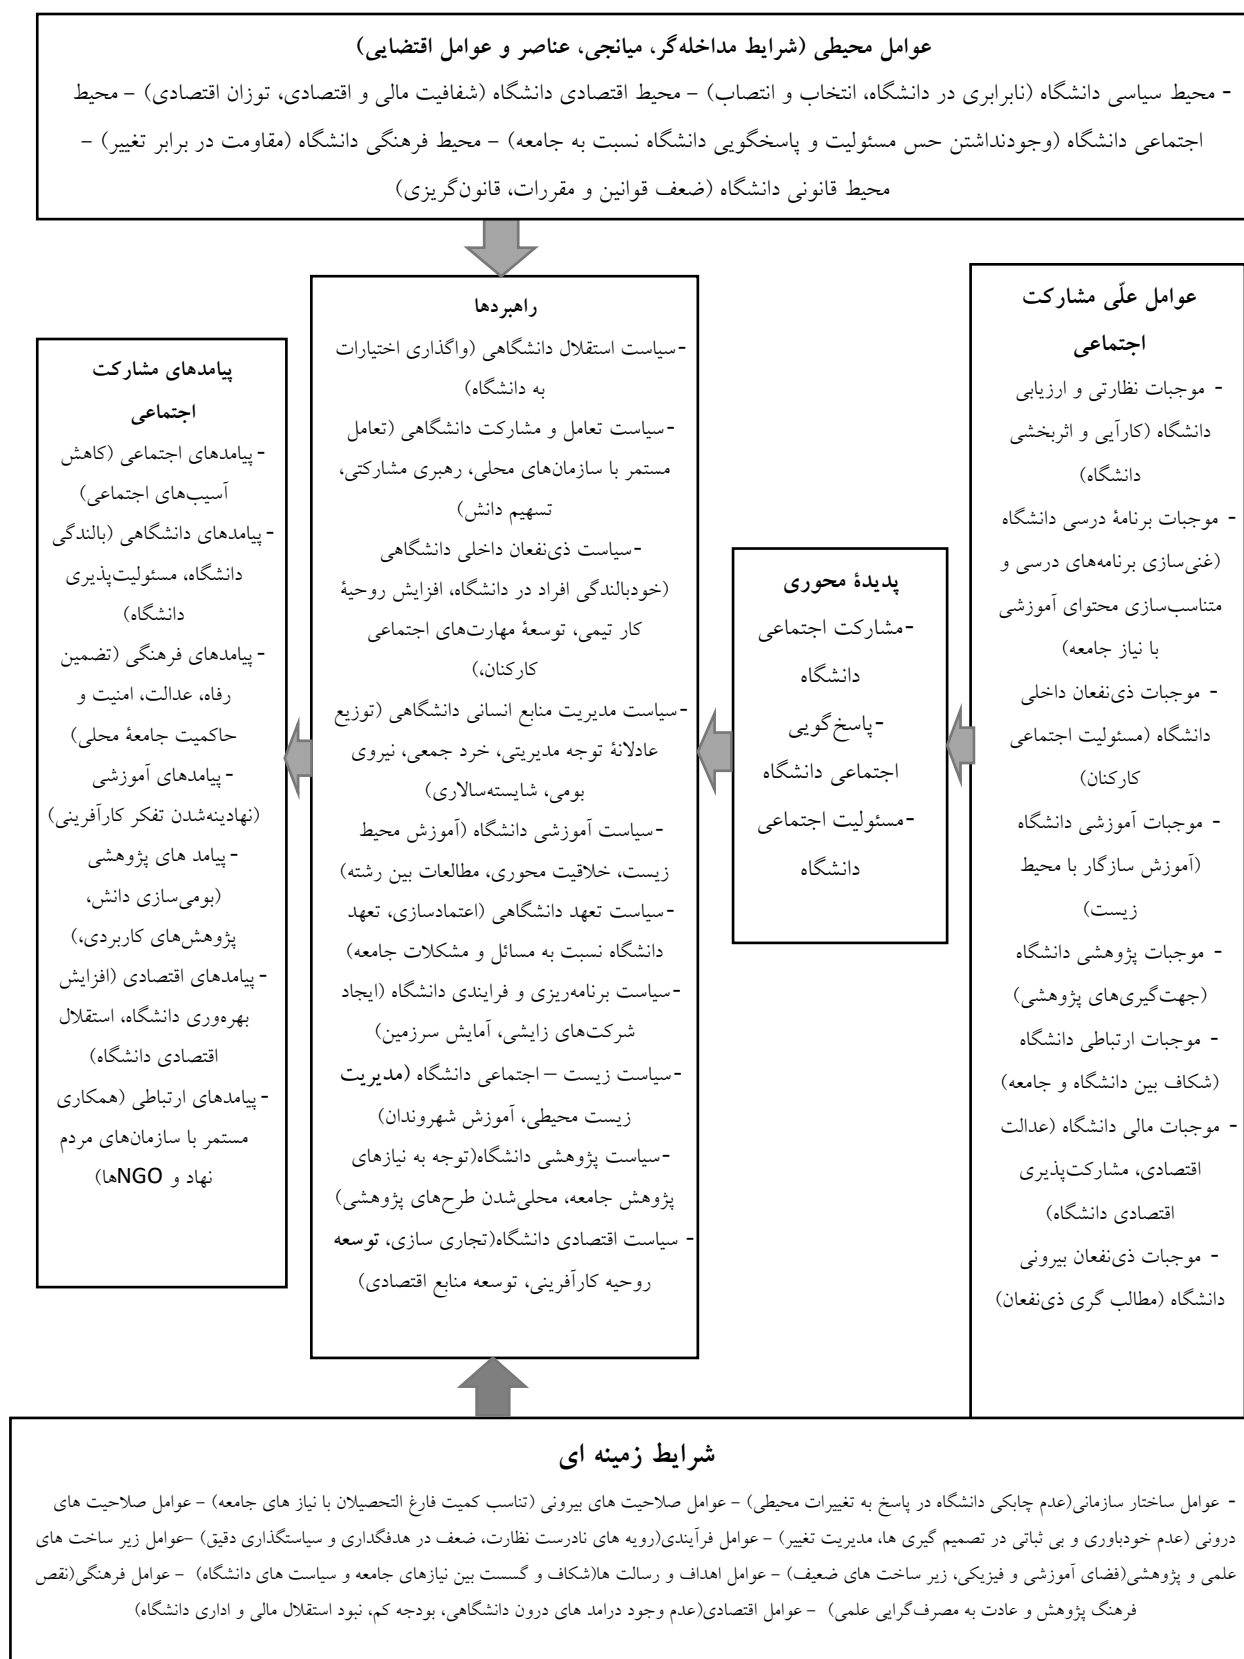 عوامل محیطی (شرایط مداخله‌گر، میانجی، عناصر و عوامل اقتضایی)
- محیط سیاسی دانشگاه (نابرابری در دانشگاه، انتخاب و انتصاب) – محیط اقتصادی دانشگاه (شفافیت مالی و اقتصادی، توزان اقتصادی) – محیط
اجتماعی دانشگاه (وجودنداشتن حس مسئولیت و پاسخگویی دانشگاه نسبت به جامعه) – محیط فرهنگی دانشگاه (مقاومت در برابر تغییر) –
محیط قانونی دانشگاه (ضعف قوانین و مقررات، قانون‌گریزی)
عوامل علّی مشارکت
اجتماعی
- موجبات نظارتی و ارزیابی
دانشگاه (کارآیی و اثربخشی
دانشگاه)
- موجبات برنامهٔ درسی دانشگاه
(غنی‌سازی برنامه‌های درسی و
متناسب‌سازی محتوای آموزشی
با نیاز جامعه)
- موجبات ذی‌نفعان داخلی
دانشگاه (مسئولیت اجتماعی
کارکنان)
- موجبات آموزشی دانشگاه
(آموزش سازگار با محیط
زیست)
- موجبات پژوهشی دانشگاه
(جهت‌گیری‌های پژوهشی)
- موجبات ارتباطی دانشگاه
(شکاف بین دانشگاه و جامعه)
- موجبات مالی دانشگاه (عدالت
اقتصادی، مشارکت‌پذیری
اقتصادی دانشگاه)
- موجبات ذی‌نفعان بیرونی
دانشگاه (مطالب گری ذی‌نفعان)
پدیدهٔ محوری
-مشارکت اجتماعی
دانشگاه
-پاسخ‌گویی
اجتماعی دانشگاه
-مسئولیت اجتماعی
دانشگاه
راهبردها
-سیاست استقلال دانشگاهی (واگذاری اختیارات
به دانشگاه)
-سیاست تعامل و مشارکت دانشگاهی (تعامل
مستمر با سازمان‌های محلی، رهبری مشارکتی،
تسهیم دانش)
-سیاست ذی‌نفعان داخلی دانشگاهی
(خودبالندگی افراد در دانشگاه، افزایش روحیهٔ
کار تیمی، توسعهٔ مهارت‌های اجتماعی
کارکنان،)
-سیاست مدیریت منابع انسانی دانشگاهی (توزیع
عادلانهٔ توجه مدیریتی، خرد جمعی، نیروی
بومی، شایسته‌سالاری)
-سیاست آموزشی دانشگاه (آموزش محیط
زیست، خلاقیت محوری، مطالعات بین رشته)
-سیاست تعهد دانشگاهی (اعتمادسازی، تعهد
دانشگاه نسبت به مسائل و مشکلات جامعه)
-سیاست برنامه‌ریزی و فرایندی دانشگاه (ایجاد
شرکت‌های زایشی، آمایش سرزمین)
-سیاست زیست – اجتماعی دانشگاه (مدیریت
زیست محیطی، آموزش شهروندان)
-سیاست پژوهشی دانشگاه(توجه به نیازهای
پژوهش جامعه، محلی‌شدن طرح‌های پژوهشی)
- سیاست اقتصادی دانشگاه(تجاری سازی، توسعه
روحیه کارآفرینی، توسعه منابع اقتصادی)
پیامدهای مشارکت
اجتماعی
- پیامدهای اجتماعی (کاهش
آسیب‌های اجتماعی)
- پیامدهای دانشگاهی (بالندگی
دانشگاه، مسئولیت‌پذیری
دانشگاه)
- پیامدهای فرهنگی (تضمین
رفاه، عدالت، امنیت و
حاکمیت جامعهٔ محلی)
- پیامدهای آموزشی
(نهادینه‌شدن تفکر کارآفرینی)
- پیامد های پژوهشی
(بومی‌سازی دانش،
پژوهش‌های کاربردی،)
- پیامدهای اقتصادی (افزایش
بهره‌وری دانشگاه، استقلال
اقتصادی دانشگاه)
- پیامدهای ارتباطی (همکاری
مستمر با سازمان‌های مردم
نهاد و NGOها)
شرایط زمینه ای
- عوامل ساختار سازمانی(عدم چابکی دانشگاه در پاسخ به تغییرات محیطی) – عوامل صلاحیت های بیرونی (تناسب کمیت فارغ التحصیلان با نیاز های جامعه) – عوامل صلاحیت های
درونی (عدم خودباوری و بی ثباتی در تصمیم گیری ها، مدیریت تغییر) – عوامل فرآیندی(رویه های نادرست نظارت، ضعف در هدفگداری و سیاستگذاری دقیق) –عوامل زیر ساخت های
علمی و پژوهشی(فضای آموزشی و فیزیکی، زیر ساخت های ضعیف) – عوامل اهداف و رسالت ها(شکاف و گسست بین نیازهای جامعه و سیاست های دانشگاه) – عوامل فرهنگی(نقص
فرهنگ پژوهش و عادت به مصرف‌گرایی علمی) – عوامل اقتصادی(عدم وجود درامد های درون دانشگاهی، بودجه کم، نبود استقلال مالی و اداری دانشگاه)